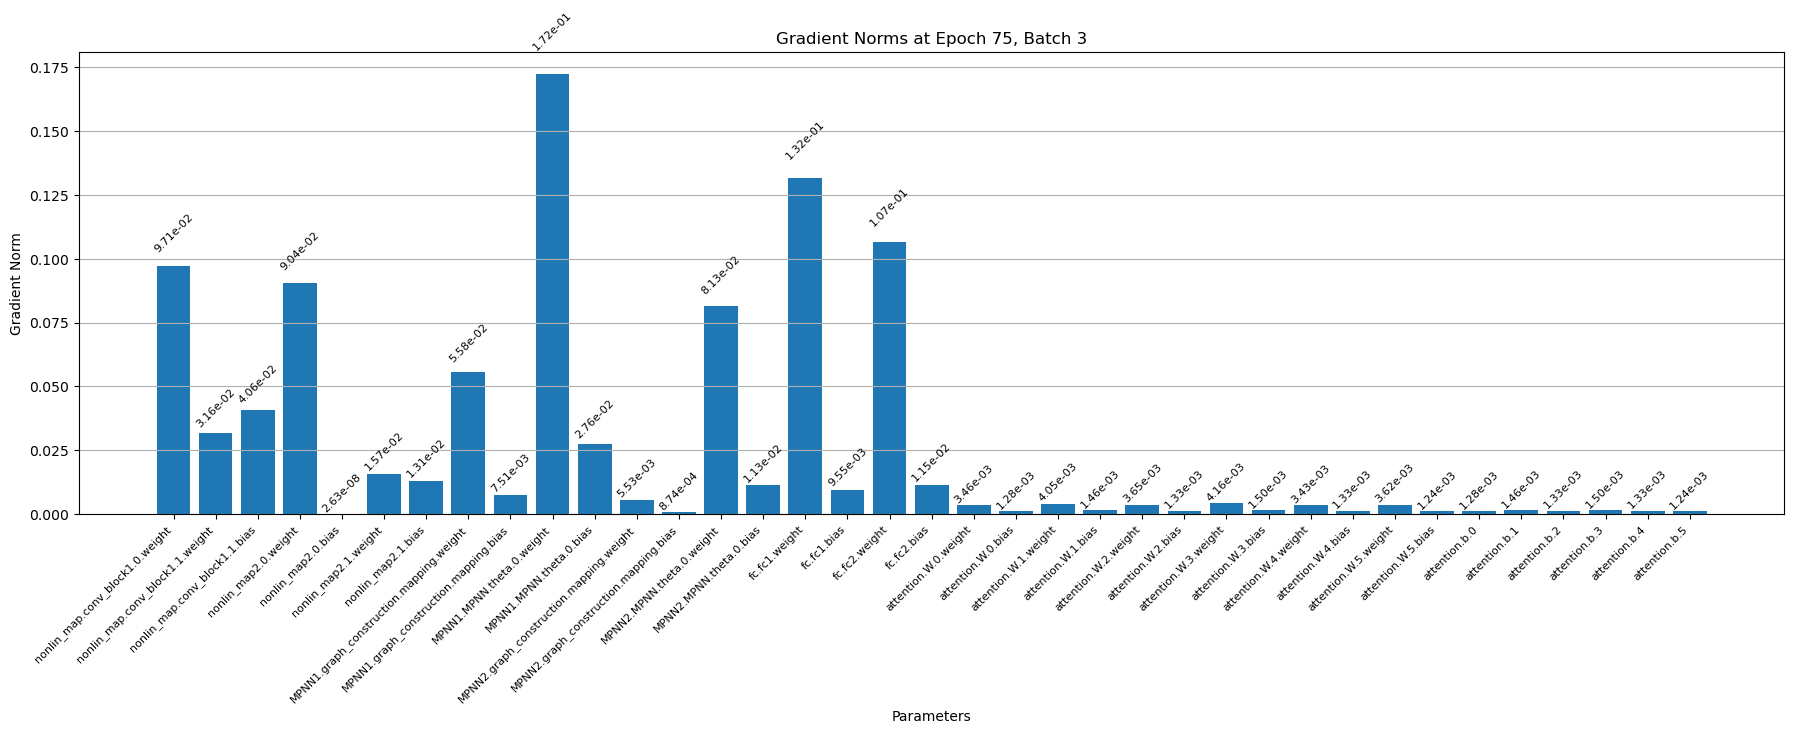 Gradient Norms at Epoch 75, Batch 3
Gradient Norm
0.175
0.150
0.125
0.100
0.075
0.050
0.025
0.000
9.71e-02
3.16e-02
4.06e-02
9.04e-02
2.63e-08
1.57e-02
1.31e-02
5.58e-02
7.51e-03
1.72e-01
2.76e-02
5.53e-03
8.74e-04
8.13e-02
1.13e-02
1.32e-01
9.55e-03
1.07e-01
1.15e-02
3.46e-03
1.28e-03
4.05e-03
1.46e-03
3.65e-03
1.33e-03
4.16e-03
1.50e-03
3.43e-03
1.33e-03
3.62e-03
1.24e-03
1.28e-03
1.46e-03
1.33e-03
1.50e-03
1.33e-03
1.24e-03
nonlin_map.conv_block1.0.weight
nonlin_map.conv_block1.1.weight
nonlin_map.conv_block1.1.bias
nonlin_map2.0.weight
nonlin_map2.0.bias
nonlin_map2.1.weight
nonlin_map2.1.bias
MPNN1.graph_construction.mapping.weight
MPNN1.graph_construction.mapping.bias
MPNN1.MPNN.theta.0.weight
MPNN1.MPNN.theta.0.bias
MPNN2.graph_construction.mapping.weight
MPNN2.graph_construction.mapping.bias
MPNN2.MPNN.theta.0.weight
MPNN2.MPNN.theta.0.bias
fc.fc1.weight
fc.fc1.bias
fc.fc2.weight
fc.fc2.bias
attention.W.0.weight
attention.W.0.bias
attention.W.1.weight
attention.W.1.bias
attention.W.2.weight
attention.W.2.bias
attention.W.3.weight
attention.W.3.bias
attention.W.4.weight
attention.W.4.bias
attention.W.5.weight
attention.W.5.bias
attention.b.0
attention.b.1
attention.b.2
attention.b.3
attention.b.4
attention.b.5
Parameters